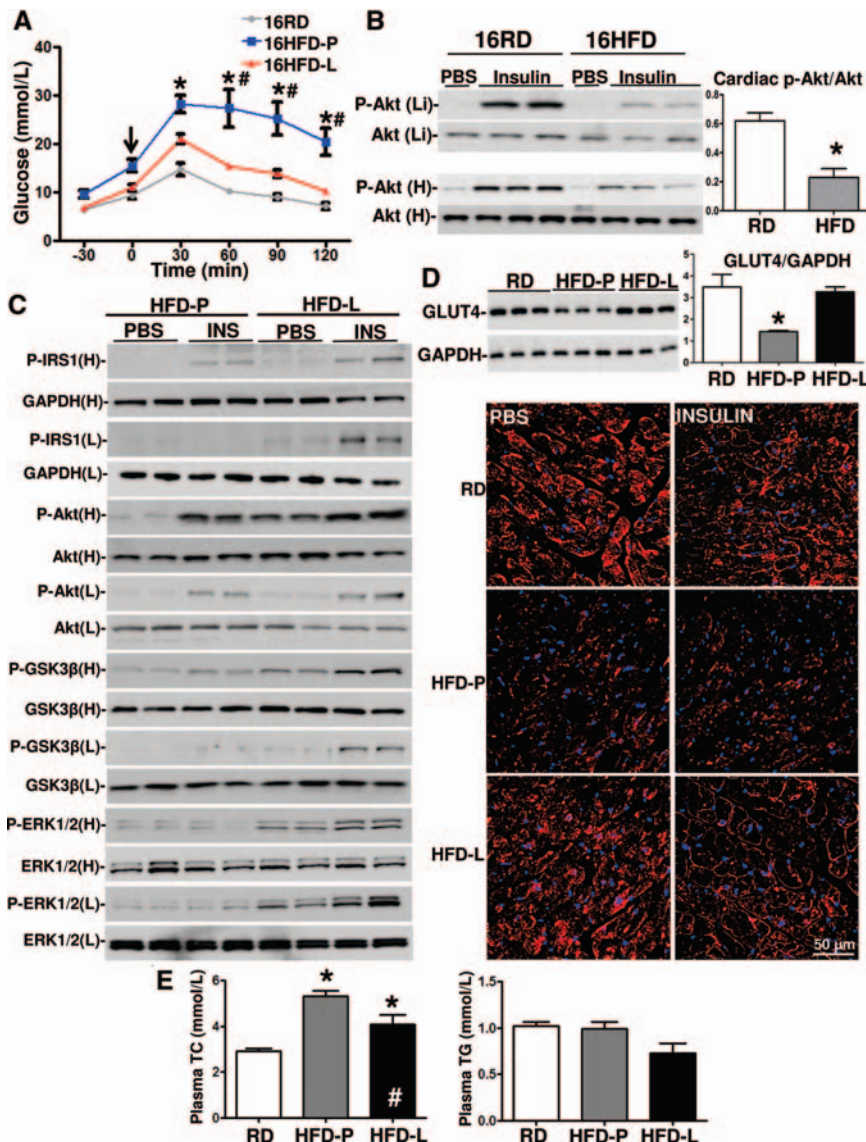 A
16RD
16HFD-P
16HFD-L
Glucose (mmol/L)
40
30
20
10
0
* *# *# *#
-30 0 30 60 90 120
Time (min)
B
16RD 16HFD
PBS Insulin PBS Insulin
P-Akt (Li)
Akt (Li)
P-Akt (H)
Akt (H)
Cardiac p-Akt/Akt
0.6
0.4
0.2
0.0
*
RD HFD
C
HFD-P HFD-L
PBS INS PBS INS
P-IRS1(H)
GAPDH(H)
P-IRS1(L)
GAPDH(L)
P-Akt(H)
Akt(H)
P-Akt(L)
Akt(L)
P-GSK3β(H)
GSK3β(H)
P-GSK3β(L)
GSK3β(L)
P-ERK1/2(H)
ERK1/2(H)
P-ERK1/2(L)
ERK1/2(L)
D
RD HFD-P HFD-L
GLUT4
GAPDH
GLUT4/GAPDH
5
4
3
2
1
0
*
RD HFD-P HFD-L
PBS INSULIN
RD
HFD-P
HFD-L
50 µm
E
Plasma TC (mmol/L)
6
4
2
0
* *
#
RD HFD-P HFD-L
Plasma TG (mmol/L)
1.5
1.0
0.5
0.0
RD HFD-P HFD-L